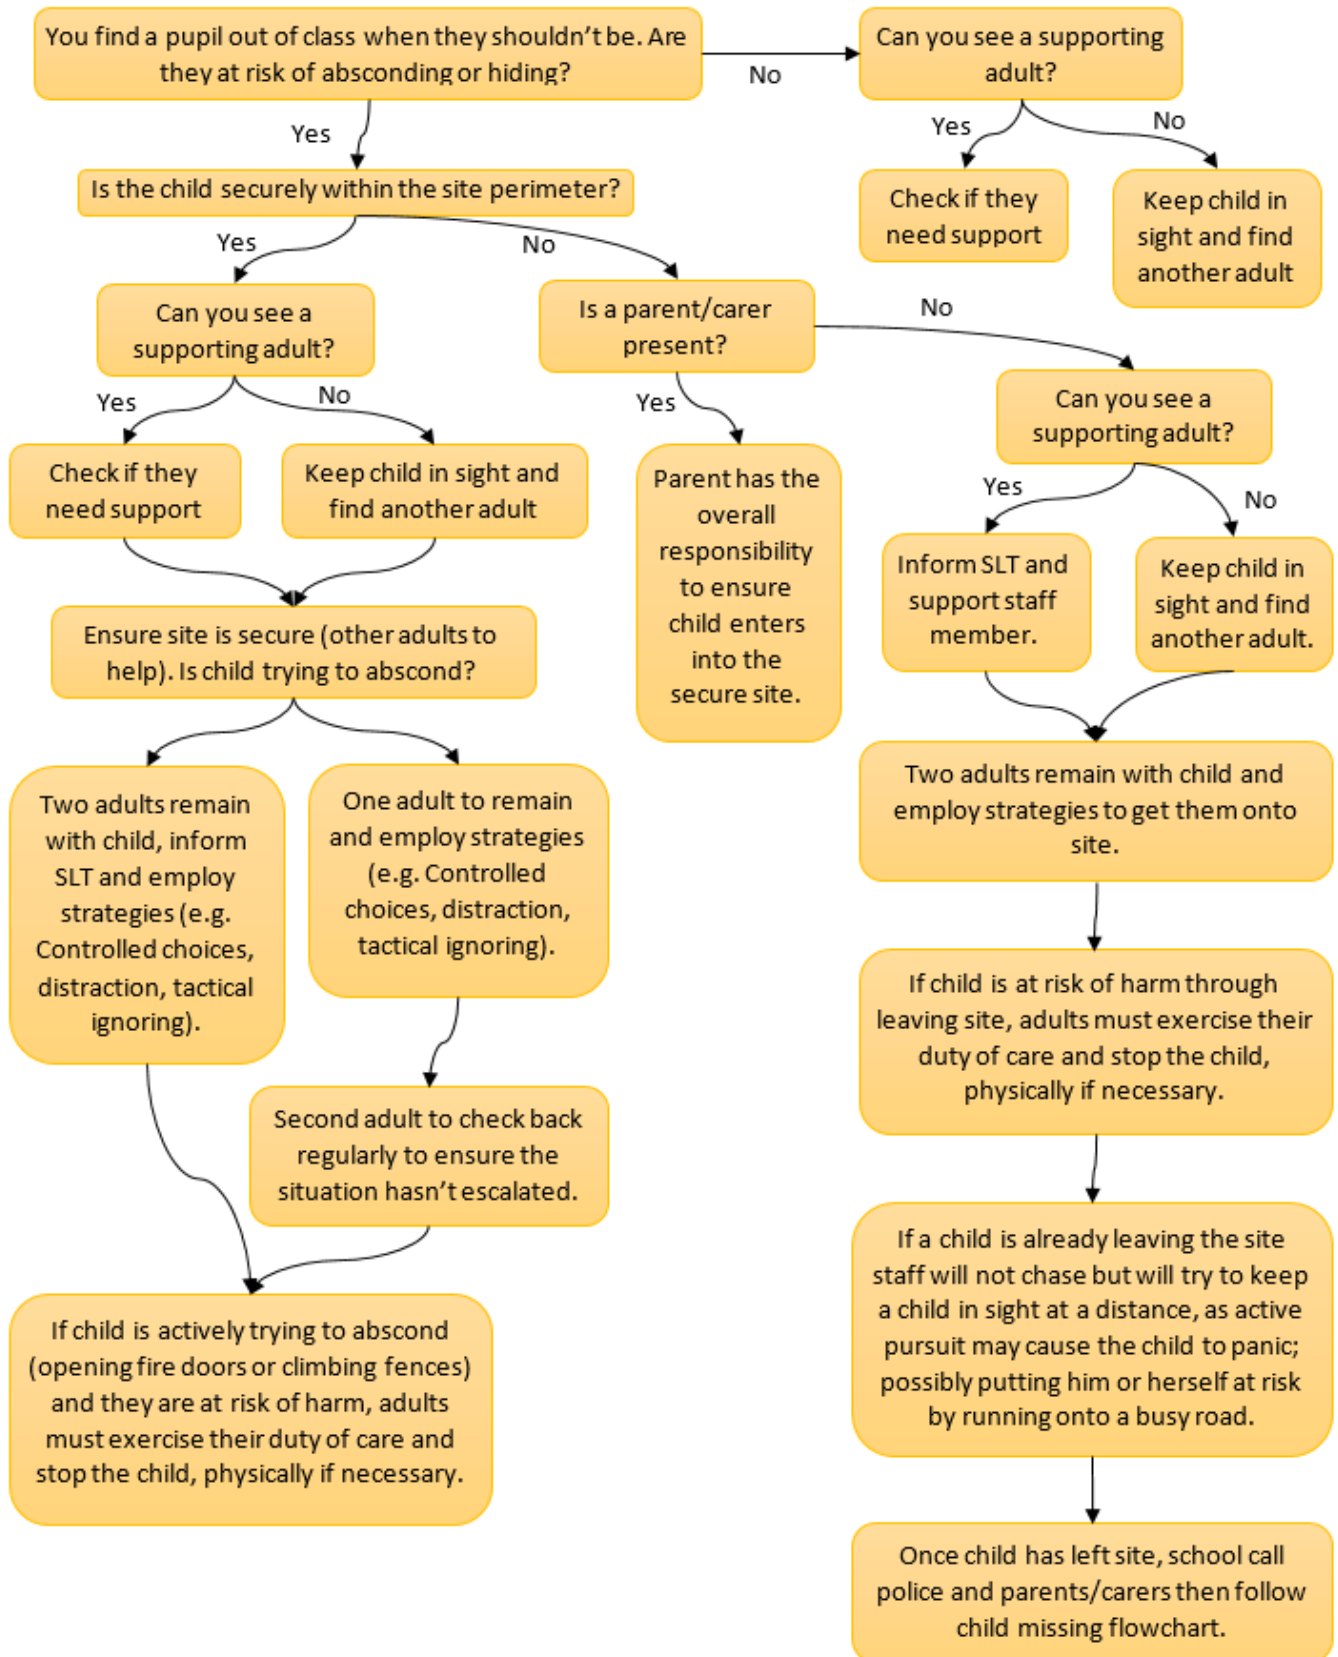 You find a pupil out of class when they shouldn't be. Are
they at risk of absconding or hiding?
No
Can you see a supporting
adult?
Yes
No
Check if they
need support
Keep child in
sight and find
another adult
Yes
Is the child securely within the site perimeter?
Yes
No
Can you see a
supporting adult?
Is a parent/carer
present?
No
Yes
No
Yes
Can you see a
supporting adult?
Check if they
need support
Keep child in sight and
find another adult
Parent has the
overall
responsibility
to ensure
child enters
into the
secure site.
Yes
No
Inform SLT and
support staff
member.
Keep child in
sight and find
another adult.
Ensure site is secure (other adults to
help). Is child trying to abscond?
Two adults remain
with child, inform
SLT and employ
strategies (e.g.
Controlled choices,
distraction, tactical
ignoring).
One adult to remain
and employ strategies
(e.g. Controlled
choices, distraction,
tactical ignoring).
Second adult to check back
regularly to ensure the
situation hasn't escalated.
If child is actively trying to abscond
(opening fire doors or climbing fences)
and they are at risk of harm, adults
must exercise their duty of care and
stop the child, physically if necessary.
Two adults remain with child and
employ strategies to get them onto
site.
If child is at risk of harm through
leaving site, adults must exercise their
duty of care and stop the child,
physically if necessary.
If a child is already leaving the site
staff will not chase but will try to keep
a child in sight at a distance, as active
pursuit may cause the child to panic;
possibly putting him or herself at risk
by running onto a busy road.
Once child has left site, school call
police and parents/carers then follow
child missing flowchart.